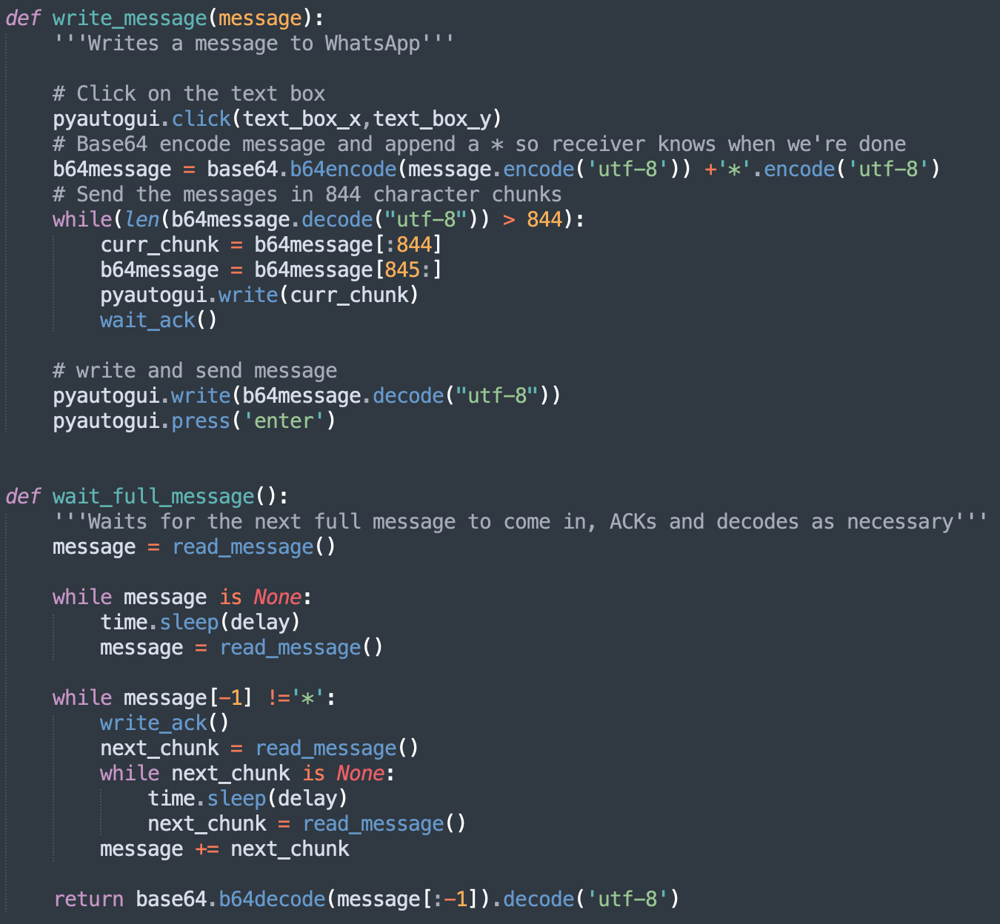 def write_message(message):
    '''Writes a message to WhatsApp'''

    # Click on the text box
    pyautogui.click(text_box_x,text_box_y)
    # Base64 encode message and append a * so receiver knows when we're done
    b64message = base64.b64encode(message.encode('utf-8')) +'*'.encode('utf-8')
    # Send the messages in 844 character chunks
    while(len(b64message.decode("utf-8")) > 844):
        curr_chunk = b64message[:844]
        b64message = b64message[845:]
        pyautogui.write(curr_chunk)
        wait_ack()

    # write and send message
    pyautogui.write(b64message.decode("utf-8"))
    pyautogui.press('enter')


def wait_full_message():
    '''Waits for the next full message to come in, ACKs and decodes as necessary'''
    message = read_message()

    while message is None:
        time.sleep(delay)
        message = read_message()

    while message[-1] !='*':
        write_ack()
        next_chunk = read_message()
        while next_chunk is None:
            time.sleep(delay)
            next_chunk = read_message()
        message += next_chunk

    return base64.b64decode(message[:-1]).decode('utf-8')